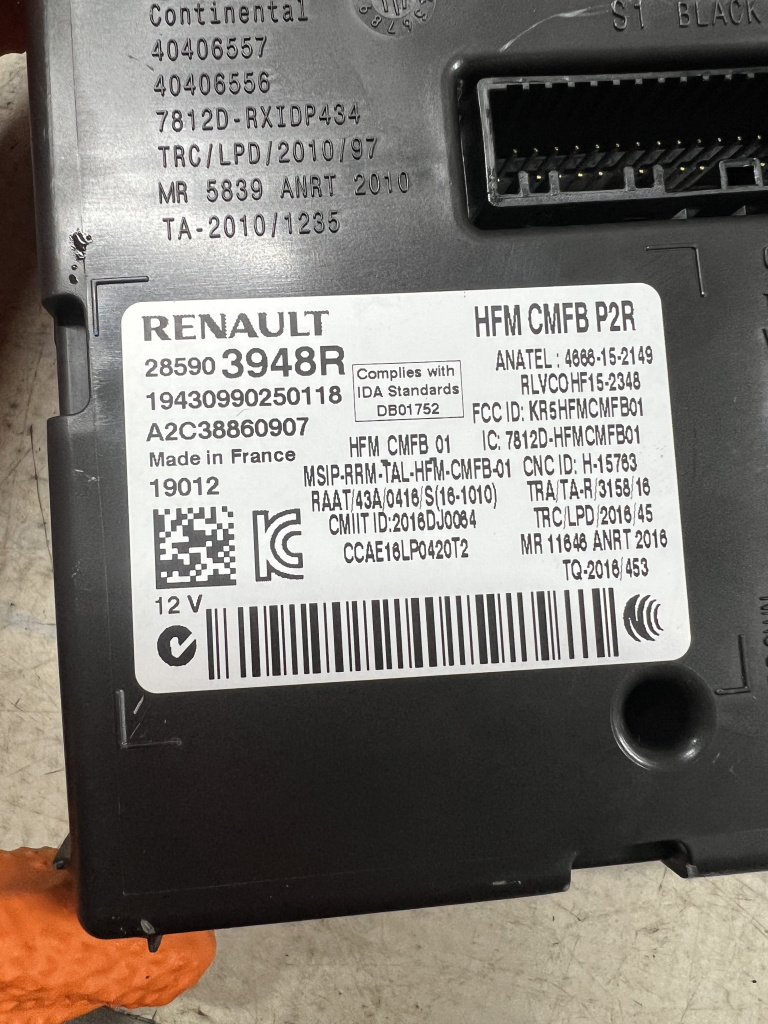 Continental
40406557
40406556
7812D-RXIDP434
TRC/LPD/2010/97
MR 5839 ANRT 2010
TA-2010/1235
S1 BLACK
RENAULT
28590 3948R
19430990250118
A2C38860907
Made in France
19012
12 V
Complies with
IDA Standards
DB01752
HFM CMFB 01
MSIP-RRM-TAL-HFM-CMFB-01
RAAT/43A/0416/S(16-1010)
CMIIT ID:2016DJ0064
CCAE16LP0420T2
HFM CMFB P2R
ANATEL : 4666-15-2149
RLVCOHF15-2348
FCC ID: KR5HFMCMFB01
IC: 7812D-HFMCMFB01
CNC ID: H-15763
TRA/TA-R/3158/16
TRC/LPD/2016/45
MR 11646 ANRT 2016
TQ-2016/453